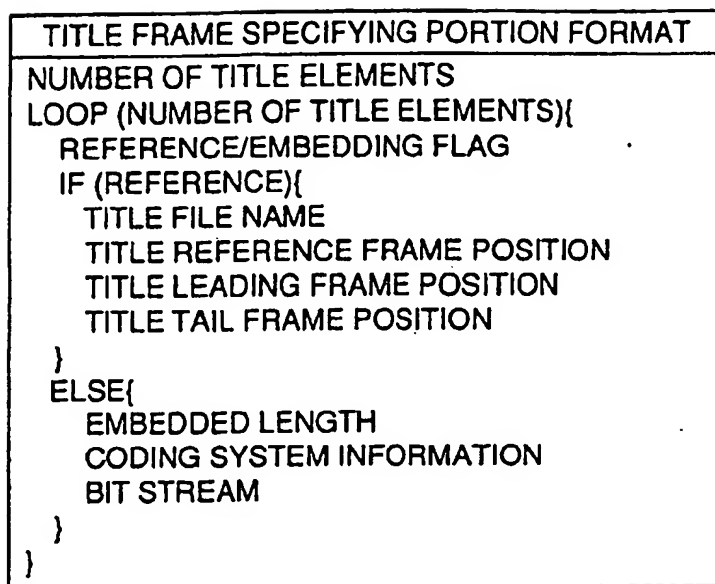 TITLE FRAME SPECIFYING PORTION FORMAT
NUMBER OF TITLE ELEMENTS
LOOP (NUMBER OF TITLE ELEMENTS){
REFERENCE/EMBEDDING FLAG
IF (REFERENCE){
TITLE FILE NAME
TITLE REFERENCE FRAME POSITION
TITLE LEADING FRAME POSITION
TITLE TAIL FRAME POSITION
}
ELSE{
EMBEDDED LENGTH
CODING SYSTEM INFORMATION
BIT STREAM
}
}